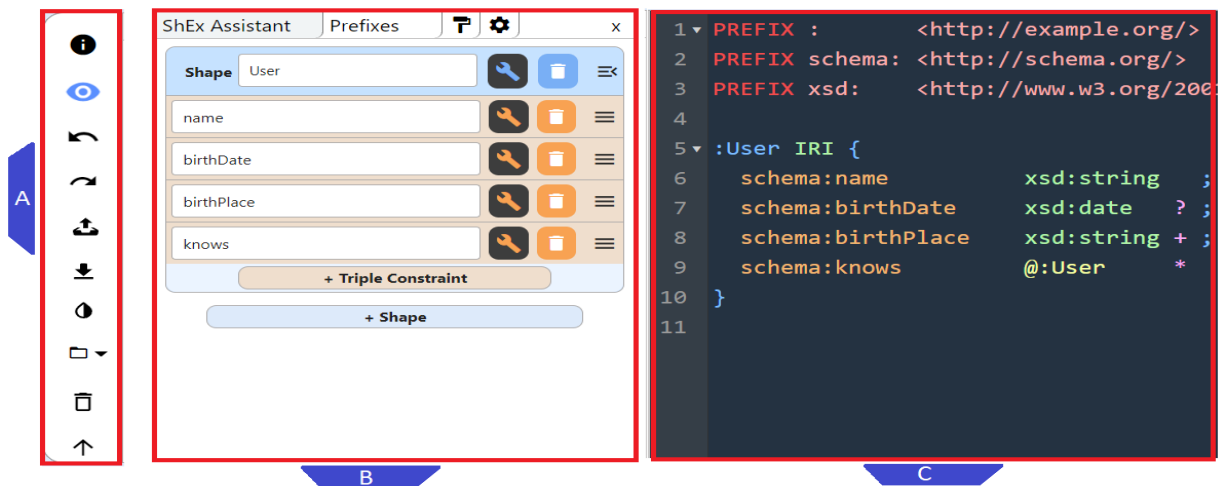 A
ShEx Assistant Prefixes x
Shape User
name
birthDate
birthPlace
knows
+ Triple Constraint
+ Shape
B
1 PREFIX : <http://example.org/>
2 PREFIX schema: <http://schema.org/>
3 PREFIX xsd: <http://www.w3.org/200
4
5 :User IRI {
6 schema:name xsd:string ;
7 schema:birthDate xsd:date ? ;
8 schema:birthPlace xsd:string + ;
9 schema:knows @:User *
10 }
11
C